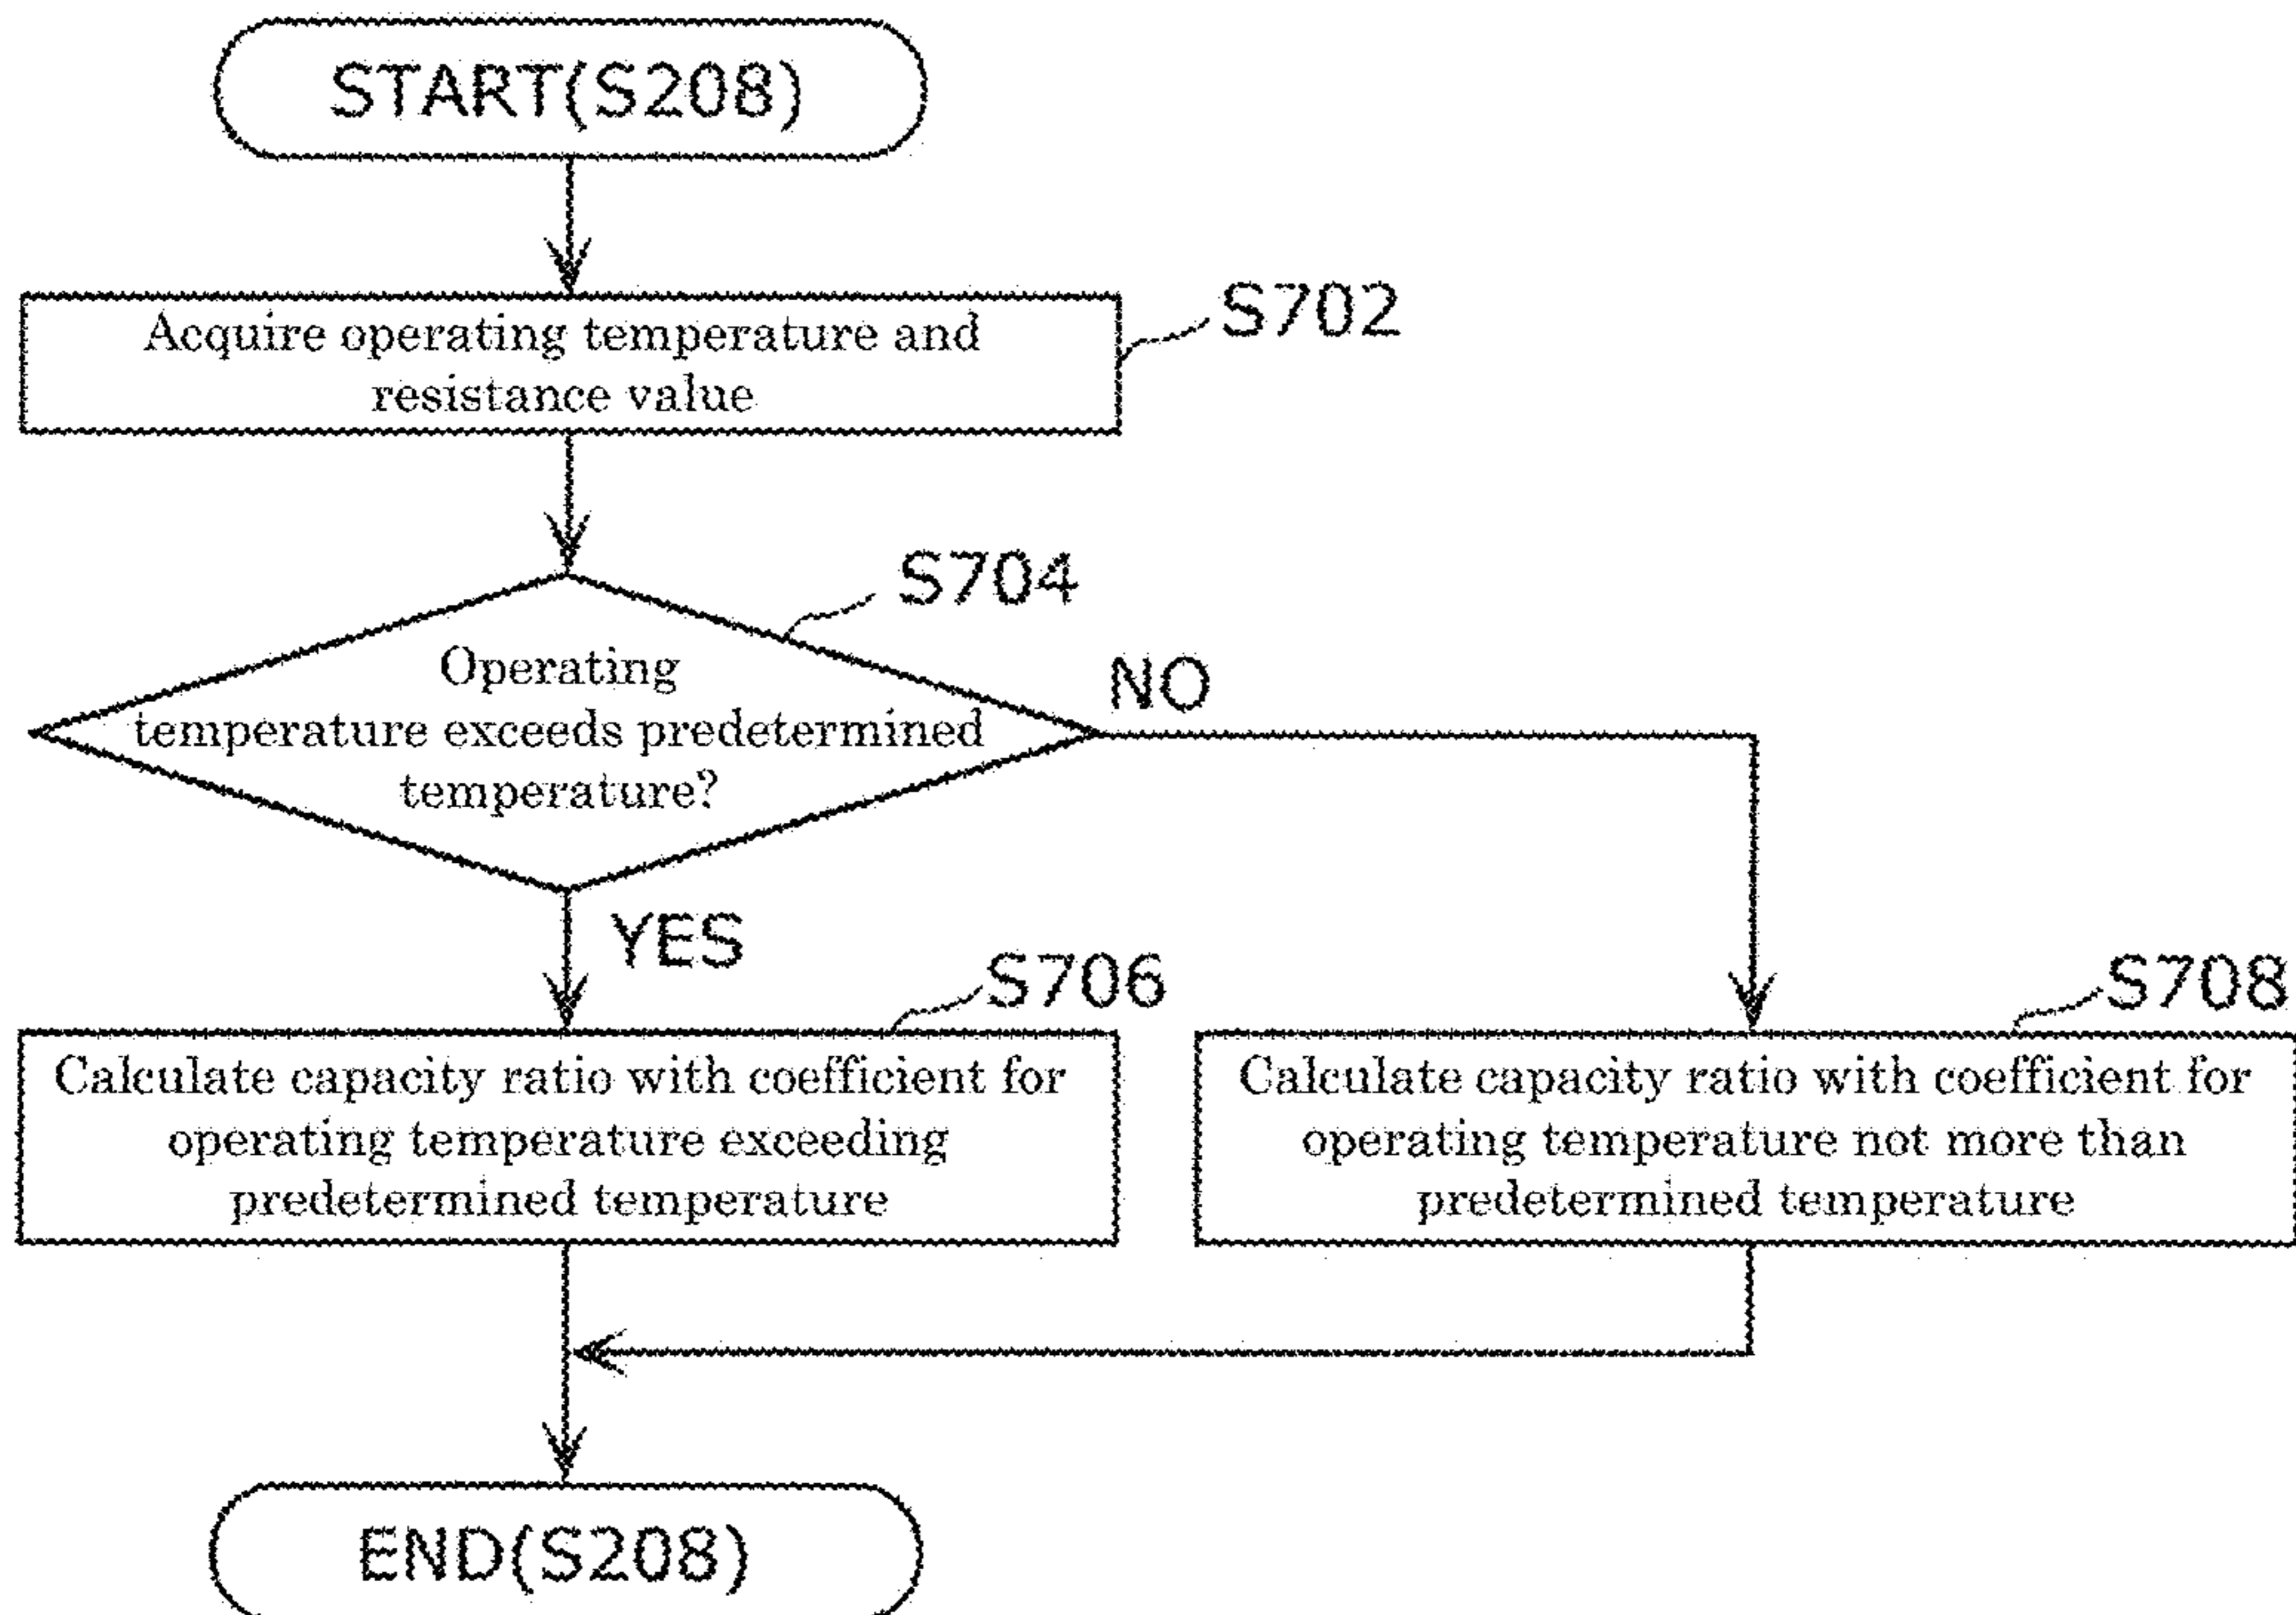 START(S208)
Acquire operating temperature and
resistance value
S702
S704
Operating
temperature exceeds predetermined
temperature?
NO
YES
S706
Calculate capacity ratio with coefficient for
operating temperature exceeding
predetermined temperature
S708
Calculate capacity ratio with coefficient for
operating temperature not more than
predetermined temperature
END(S208)